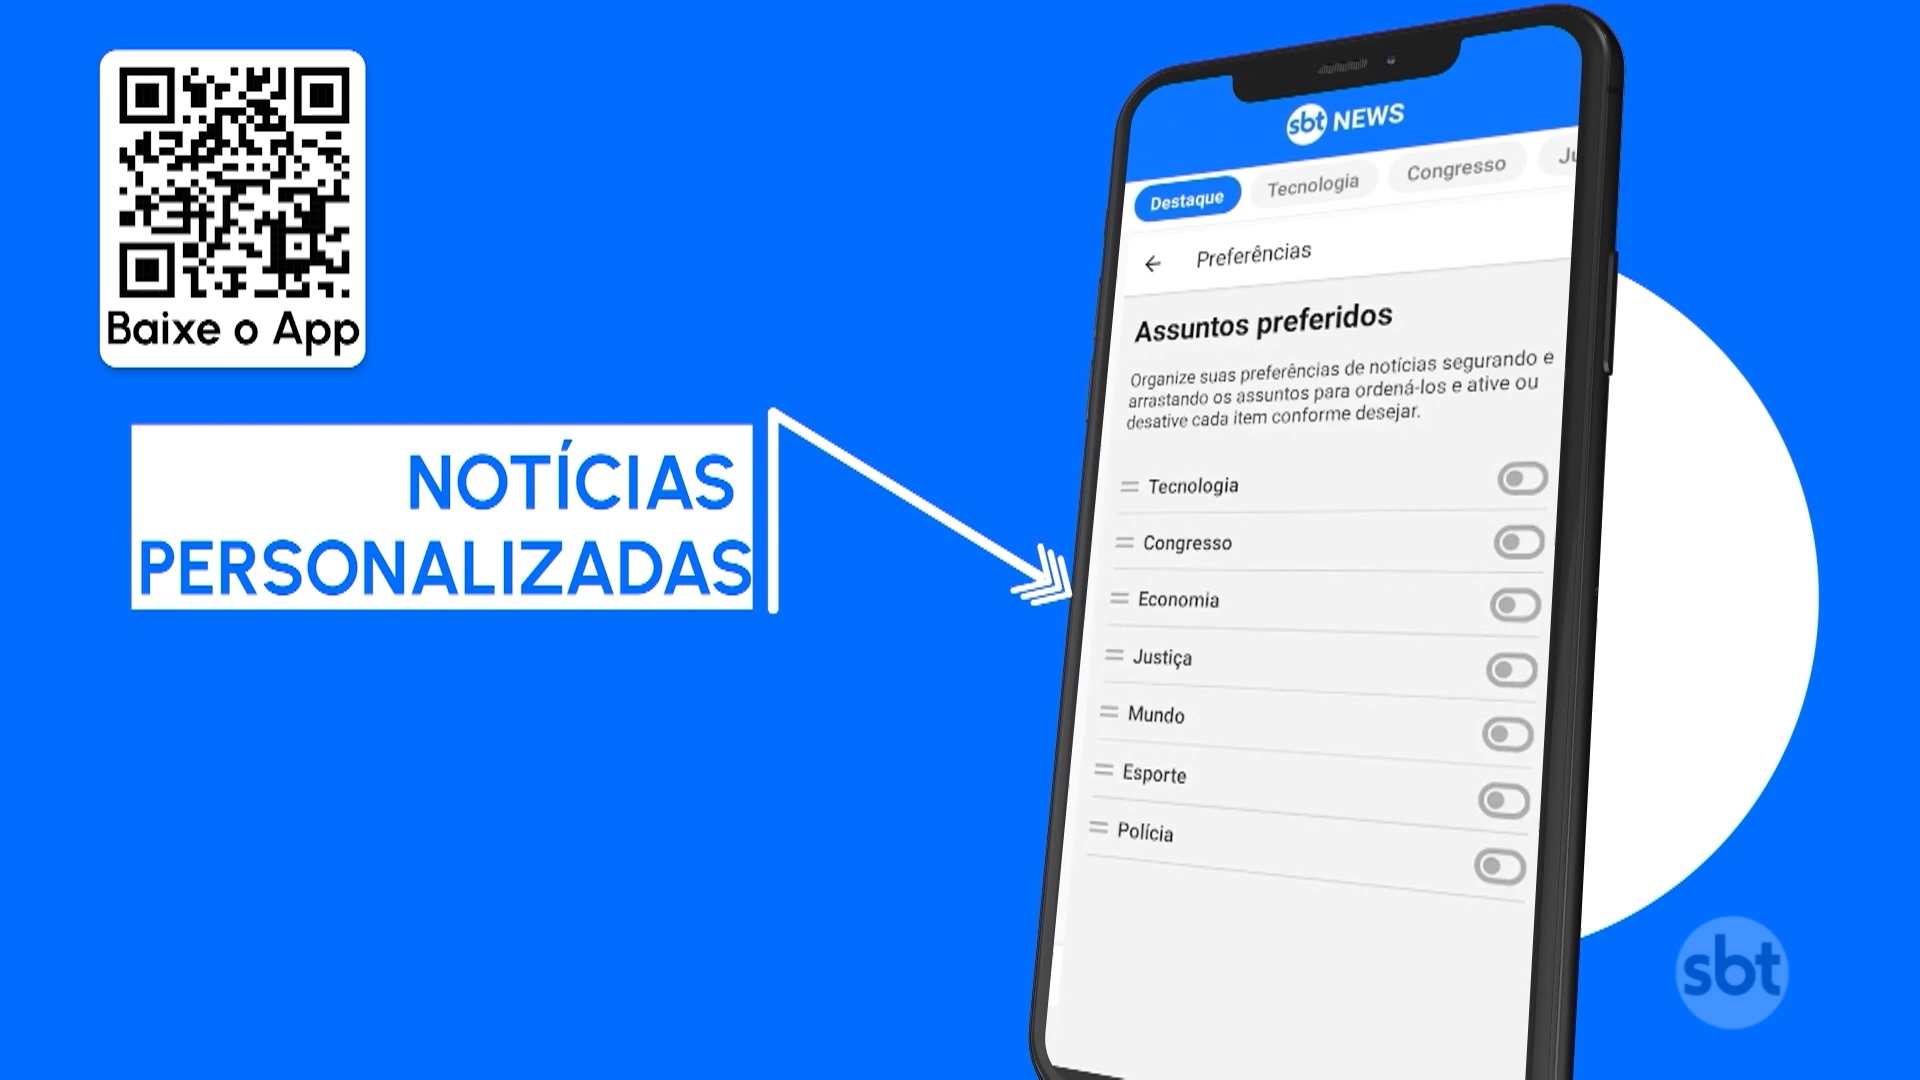 Baixe o App
NOTÍCIAS
PERSONALIZADAS
sbt NEWS
Destaque Tecnologia Congresso Ju
Preferências
Assuntos preferidos
Organize suas preferências de notícias segurando e
arrastando os assuntos para ordená-los e ative ou
desative cada item conforme desejar.
Tecnologia
Congresso
Economia
Justiça
Mundo
Esporte
Polícia
sbt